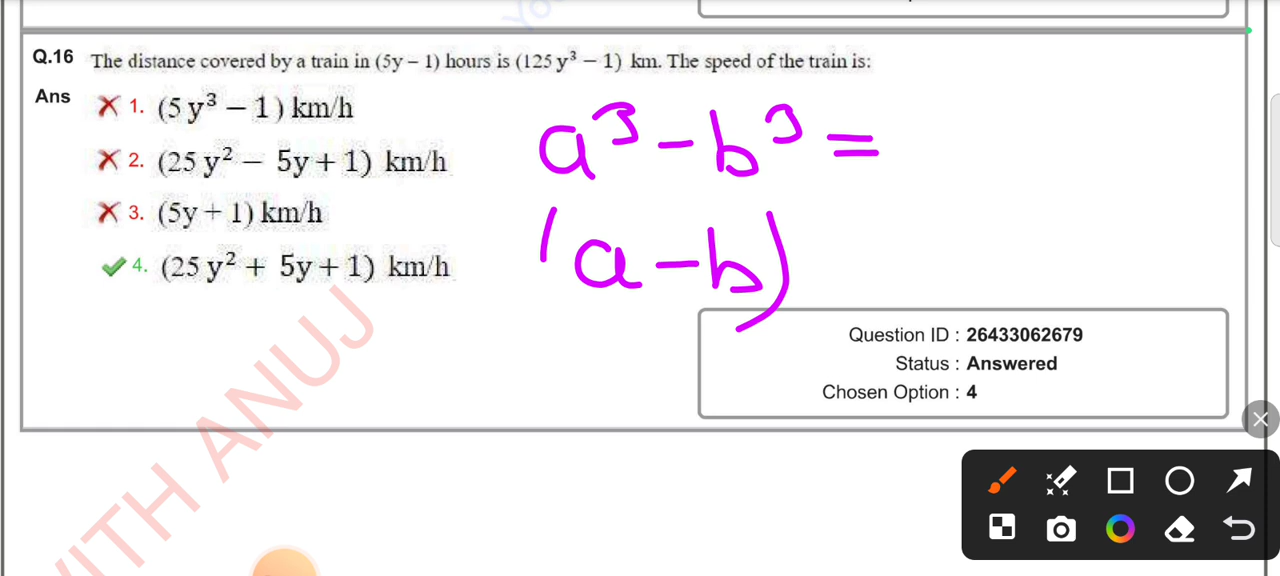 Q.16 The distance covered by a train in (5y – 1) hours is (125 y³ – 1) km. The speed of the train is:
Ans 1. (5 y³ – 1) km/h
2. (25 y² – 5y + 1) km/h
3. (5y + 1) km/h
4. (25 y² + 5y + 1) km/h
a³ – b³ =
(a – b)
Question ID : 26433062679
Status : Answered
Chosen Option : 4
WITH ANUJ